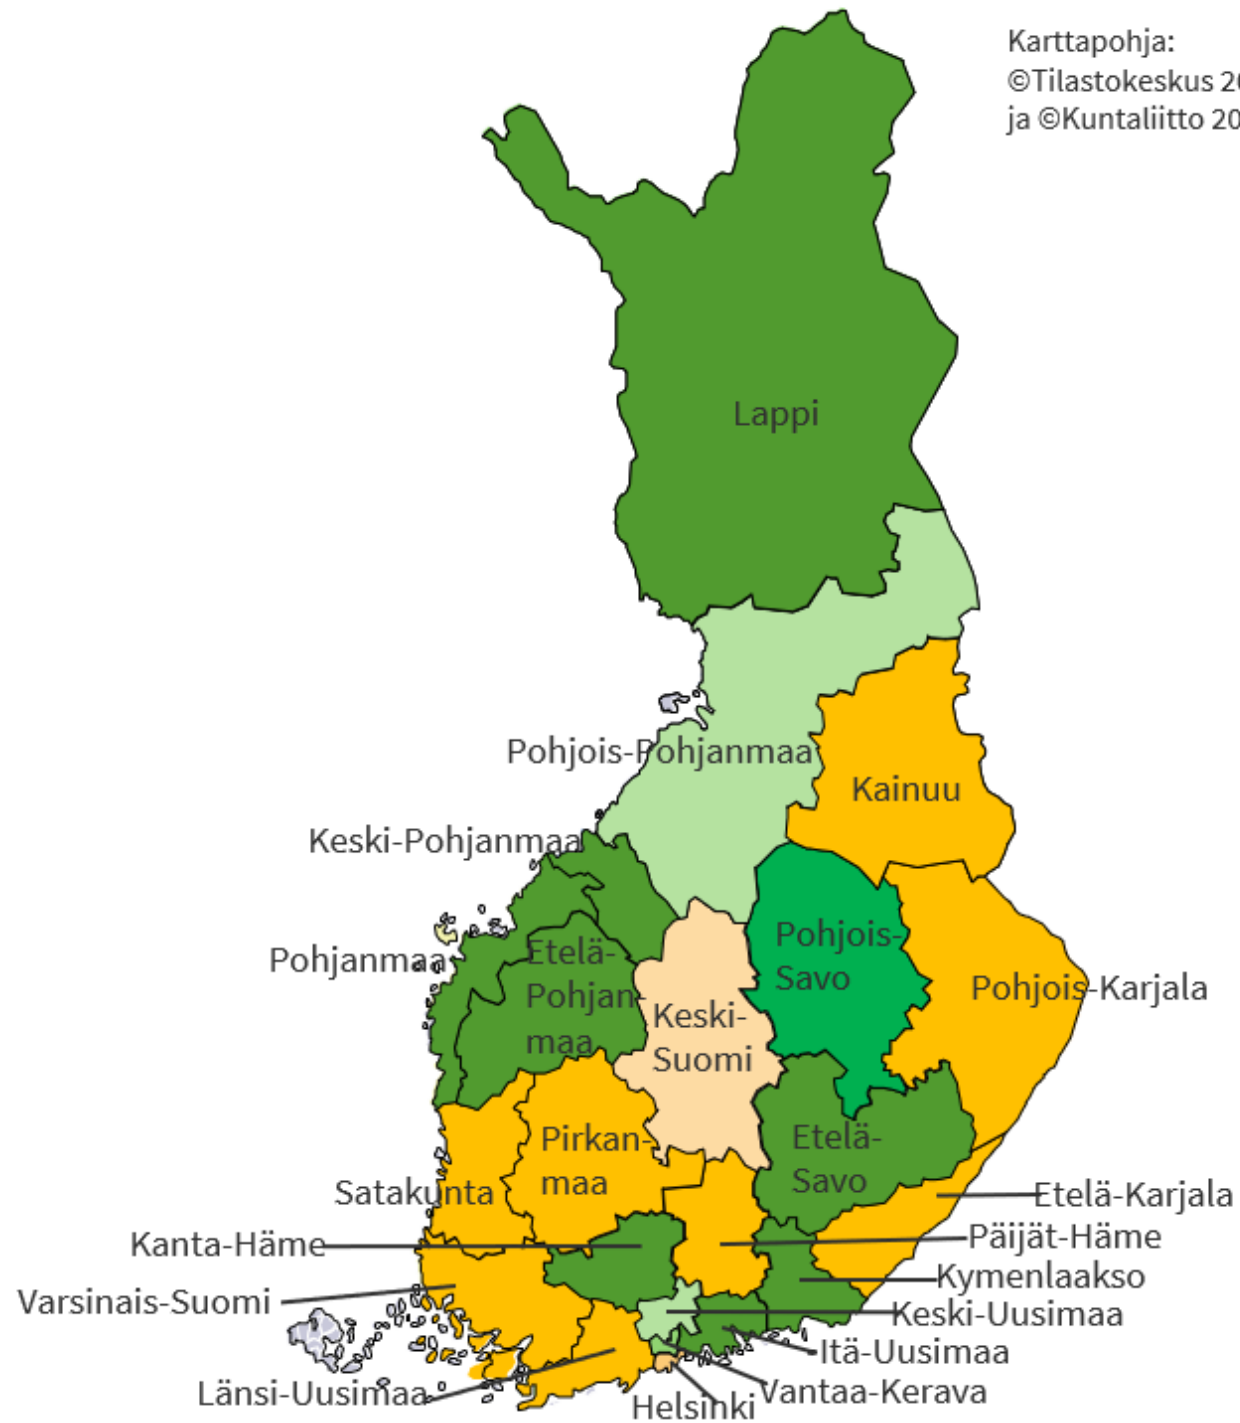 Karttapohja:
©Tilastokeskus 20
ja ©Kuntaliitto 20
Lappi
Pohjois-Pohjanmaa
Kainuu
Keski-Pohjanmaa
Pohjois-
Savo
Pohjanmaa
Etelä-
Pohjan-
maa
Pohjois-Karjala
Keski-
Suomi
Pirkan-
maa
Etelä-
Savo
Satakunta
Etelä-Karjala
Kanta-Häme
Päijät-Häme
Kymenlaakso
Varsinais-Suomi
Keski-Uusimaa
Itä-Uusimaa
Länsi-Uusimaa
Vantaa-Kerava
Helsinki